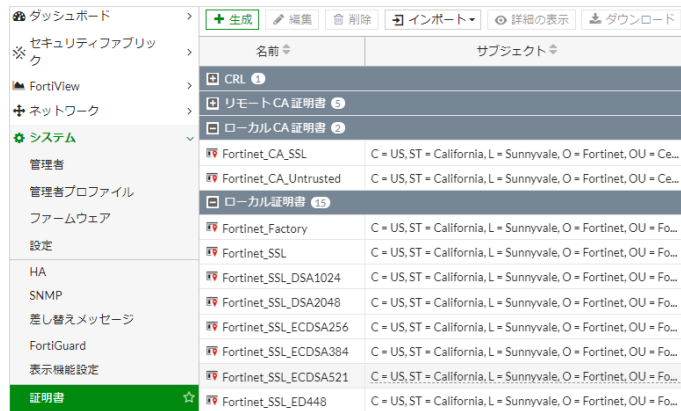 ダッシュボード
セキュリティファブリック
FortiView
ネットワーク
システム
管理者
管理者プロファイル
ファームウェア
設定
HA
SNMP
差し替えメッセージ
FortiGuard
表示機能設定
証明書
生成 編集 削除 インポート 詳細の表示 ダウンロード
名前 サブジェクト
CRL 1
リモート CA 証明書 5
ローカル CA 証明書 2
Fortinet_CA_SSL C = US, ST = California, L = Sunnyvale, O = Fortinet, OU = Ce...
Fortinet_CA_Untrusted C = US, ST = California, L = Sunnyvale, O = Fortinet, OU = Ce...
ローカル証明書 15
Fortinet_Factory C = US, ST = California, L = Sunnyvale, O = Fortinet, OU = Fo...
Fortinet_SSL C = US, ST = California, L = Sunnyvale, O = Fortinet, OU = Fo...
Fortinet_SSL_DSA1024 C = US, ST = California, L = Sunnyvale, O = Fortinet, OU = Fo...
Fortinet_SSL_DSA2048 C = US, ST = California, L = Sunnyvale, O = Fortinet, OU = Fo...
Fortinet_SSL_ECDSA256 C = US, ST = California, L = Sunnyvale, O = Fortinet, OU = Fo...
Fortinet_SSL_ECDSA384 C = US, ST = California, L = Sunnyvale, O = Fortinet, OU = Fo...
Fortinet_SSL_ECDSA521 C = US, ST = California, L = Sunnyvale, O = Fortinet, OU = Fo...
Fortinet_SSL_ED448 C = US, ST = California, L = Sunnyvale, O = Fortinet, OU = Fo...